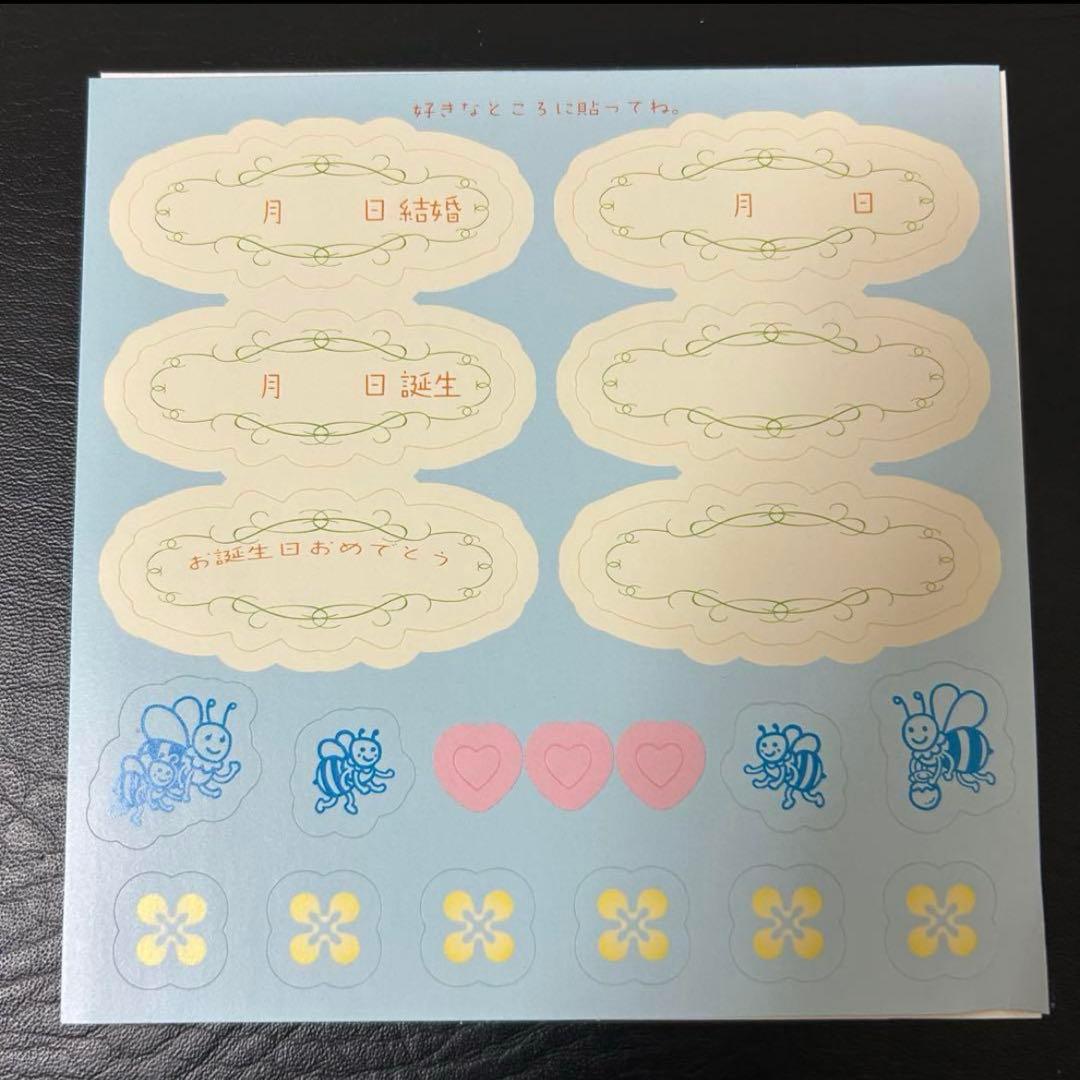 好きなところに貼ってね。
月　日 結婚
月　日
月　日 誕生
お誕生日おめでとう